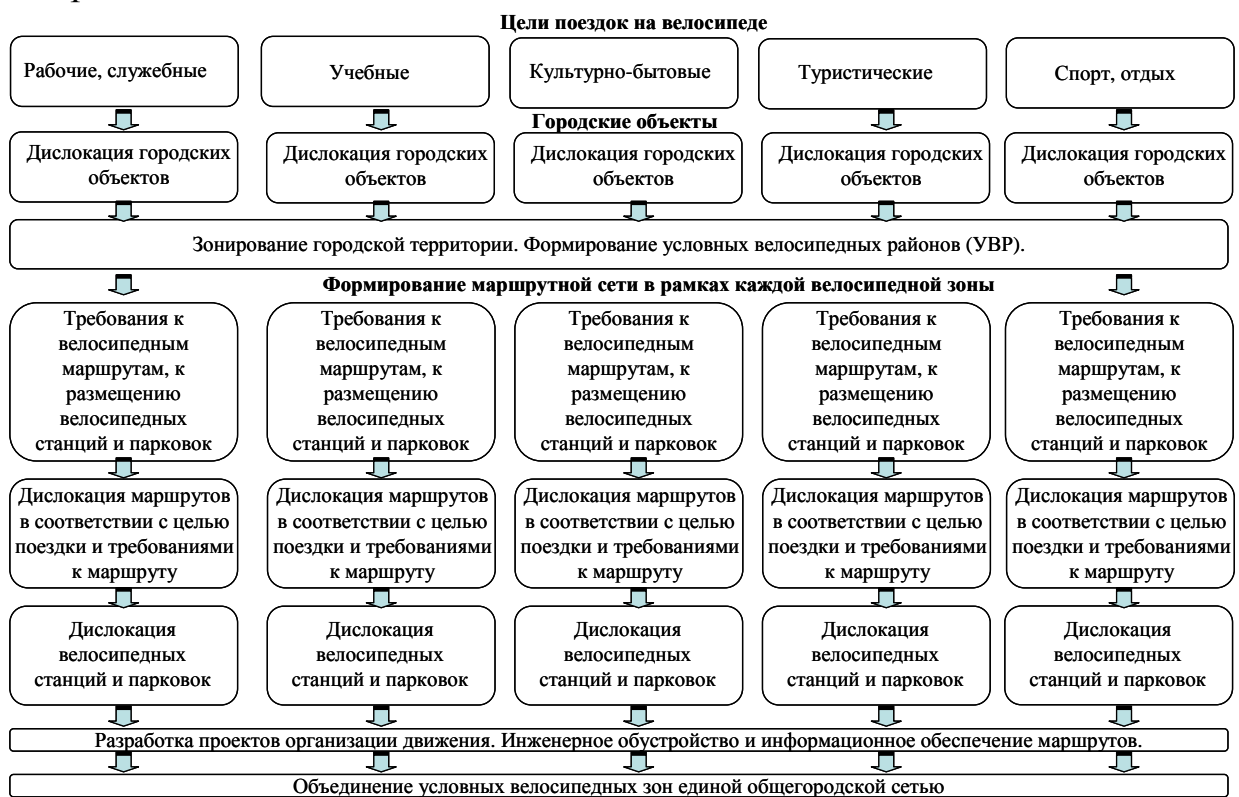 Цели поездок на велосипеде
Рабочие, служебные
Учебные
Культурно-бытовые
Туристические
Спорт, отдых
Городские объекты
Дислокация городских
объектов
Дислокация городских
объектов
Дислокация городских
объектов
Дислокация городских
объектов
Дислокация городских
объектов
Зонирование городской территории. Формирование условных велосипедных районов (УВР).
Формирование маршрутной сети в рамках каждой велосипедной зоны
Требования к
велосипедным
маршрутам, к
размещению
велосипедных
станций и парковок
Требования к
велосипедным
маршрутам, к
размещению
велосипедных
станций и парковок
Требования к
велосипедным
маршрутам, к
размещению
велосипедных
станций и парковок
Требования к
велосипедным
маршрутам, к
размещению
велосипедных
станций и парковок
Требования к
велосипедным
маршрутам, к
размещению
велосипедных
станций и парковок
Дислокация маршрутов
в соответствии с целью
поездки и требованиями
к маршруту
Дислокация маршрутов
в соответствии с целью
поездки и требованиями
к маршруту
Дислокация маршрутов
в соответствии с целью
поездки и требованиями
к маршруту
Дислокация маршрутов
в соответствии с целью
поездки и требованиями
к маршруту
Дислокация маршрутов
в соответствии с целью
поездки и требованиями
к маршруту
Дислокация
велосипедных
станций и парковок
Дислокация
велосипедных
станций и парковок
Дислокация
велосипедных
станций и парковок
Дислокация
велосипедных
станций и парковок
Дислокация
велосипедных
станций и парковок
Разработка проектов организации движения. Инженерное обустройство и информационное обеспечение маршрутов.
Объединение условных велосипедных зон единой общегородской сетью